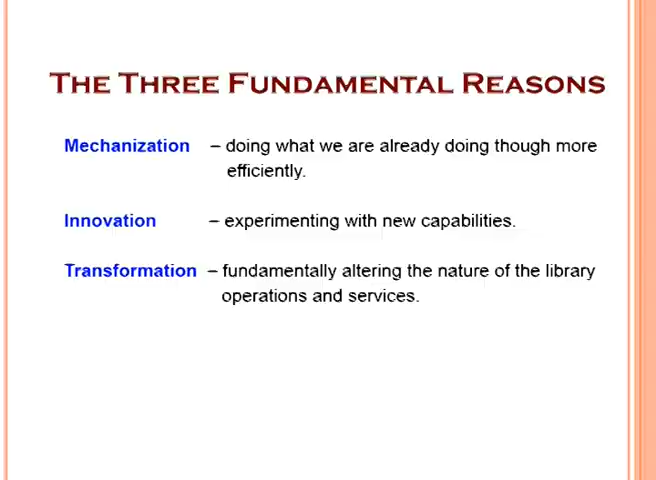 THE THREE FUNDAMENTAL REASONS
Mechanization – doing what we are already doing though more
efficiently.
Innovation – experimenting with new capabilities.
Transformation – fundamentally altering the nature of the library
operations and services.